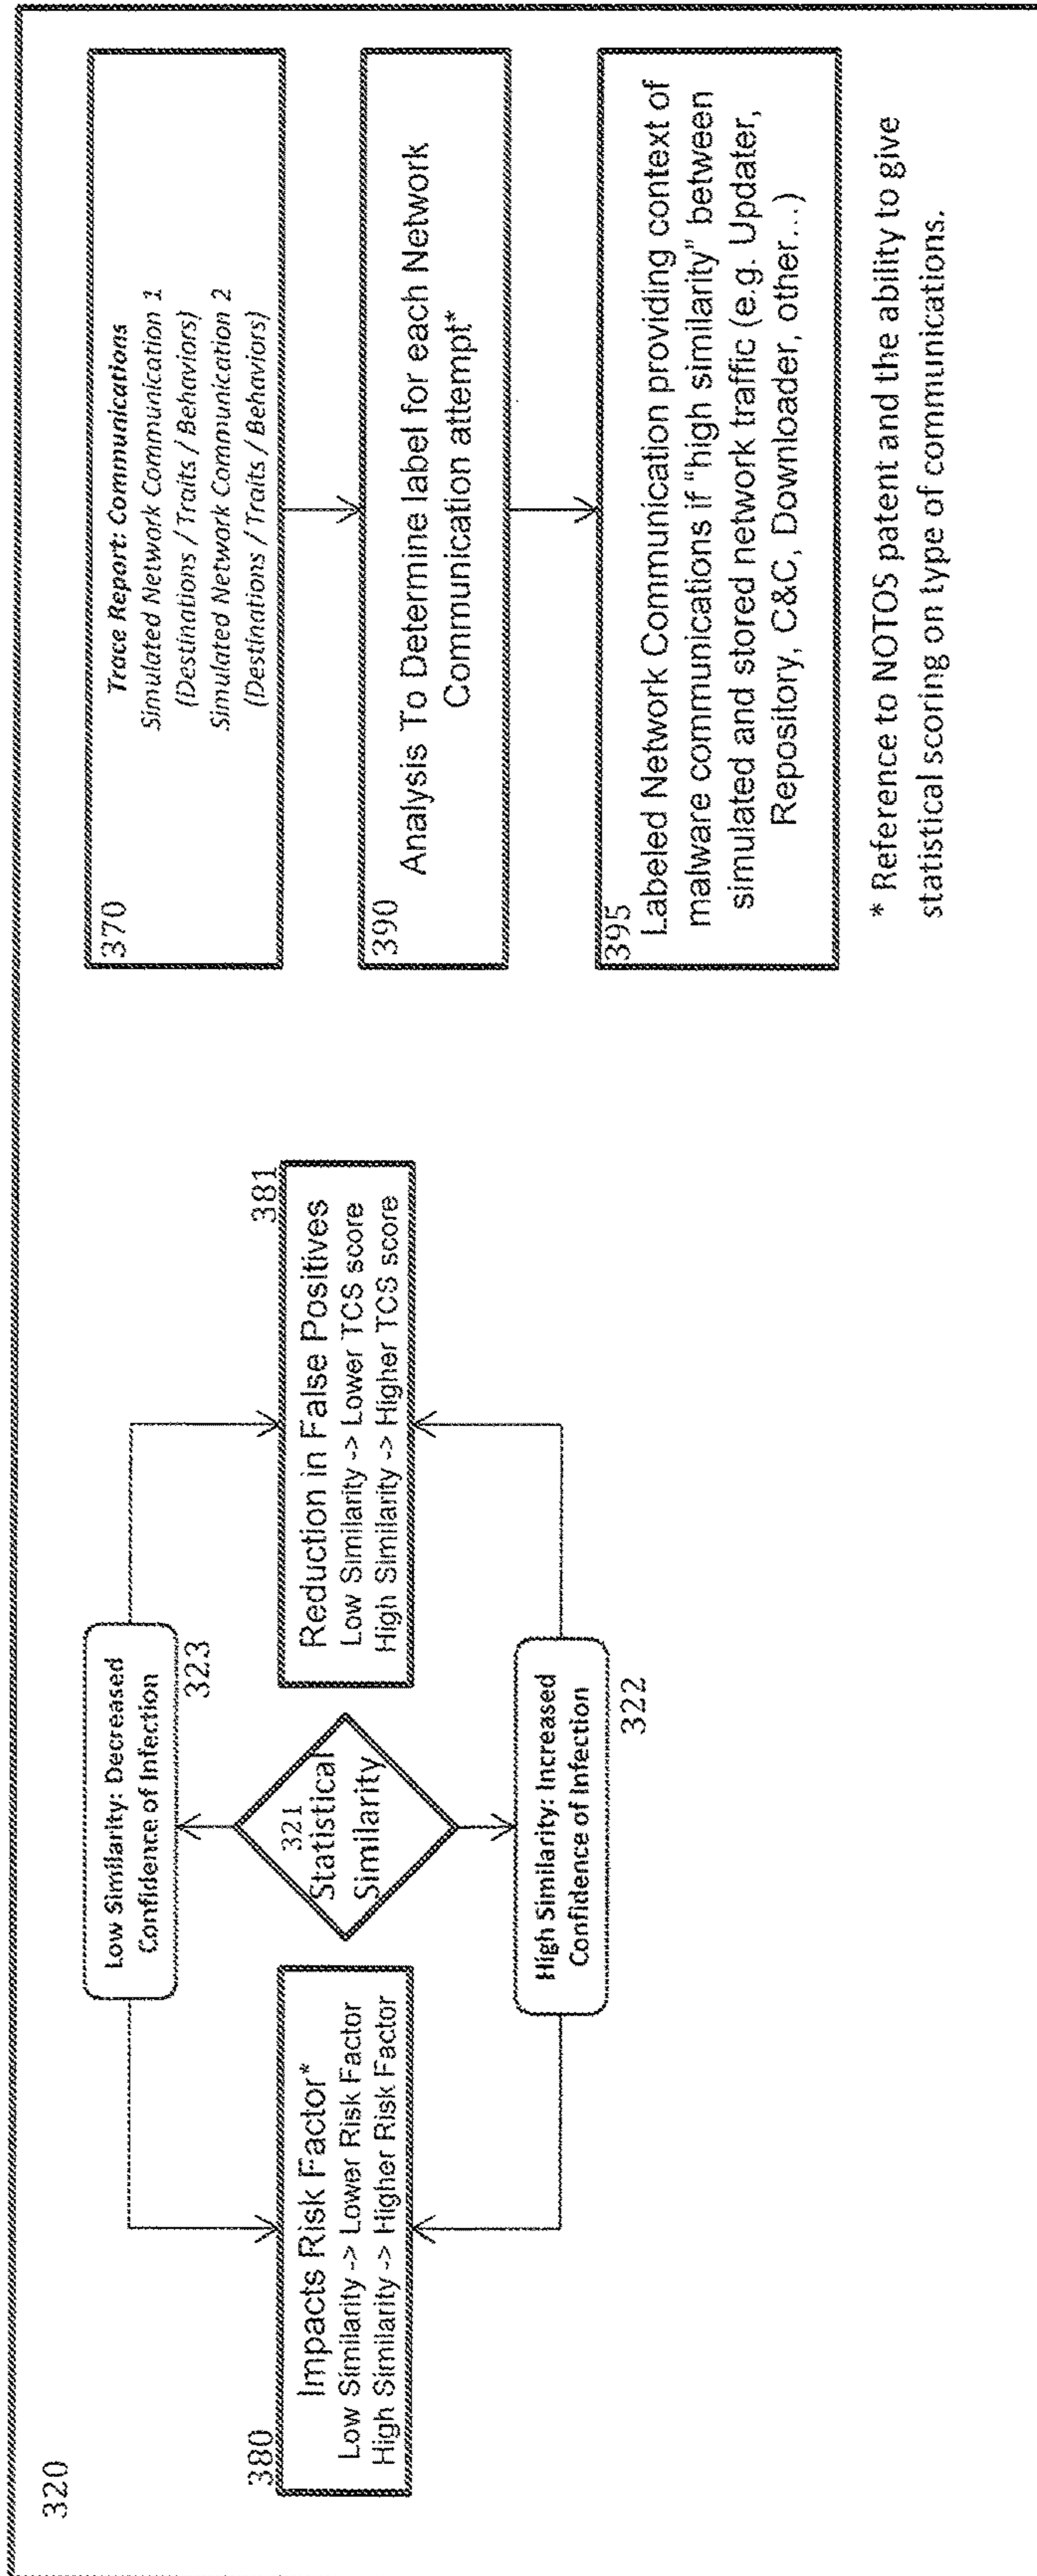 320
Low Similarity: Decreased
Confidence of Infection
323
380
Impacts Risk Factor*
Low Similarity -> Lower Risk Factor
High Similarity -> Higher Risk Factor
321
Statistical
Similarity
381
Reduction in False Positives
Low Similarity -> Lower TCS score
High Similarity -> Higher TCS score
High Similarity: Increased
Confidence of Infection
322
370
Trace Report: Communications
Simulated Network Communication 1
(Destinations / Traits / Behaviors)
Simulated Network Communication 2
(Destinations / Traits / Behaviors)
390
Analysis To Determine label for each Network
Communication attempt*
395
Labeled Network Communication providing context of
malware communications if "high similarity" between
simulated and stored network traffic (e.g. Updater,
Repository, C&C, Downloader, other...)
* Reference to NOTOS patent and the ability to give
statistical scoring on type of communications.